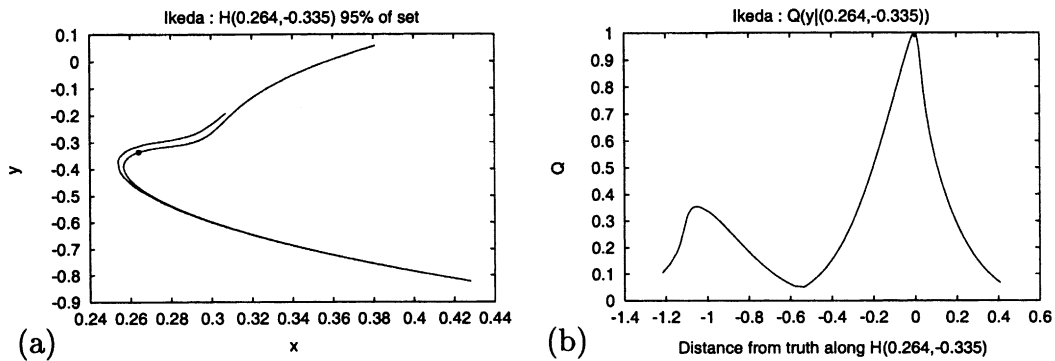 Ikeda : H(0.264,-0.335) 95% of set
0.1
0
-0.1
-0.2
-0.3
-0.4
-0.5
-0.6
-0.7
-0.8
-0.9
y
0.24 0.26 0.28 0.3 0.32 0.34 0.36 0.38 0.4 0.42 0.44
x
(a)
Ikeda : Q(y|(0.264,-0.335))
1
0.9
0.8
0.7
0.6
0.5
0.4
0.3
0.2
0.1
0
Q
-1.4 -1.2 -1 -0.8 -0.6 -0.4 -0.2 0 0.2 0.4 0.6
Distance from truth along H(0.264,-0.335)
(b)